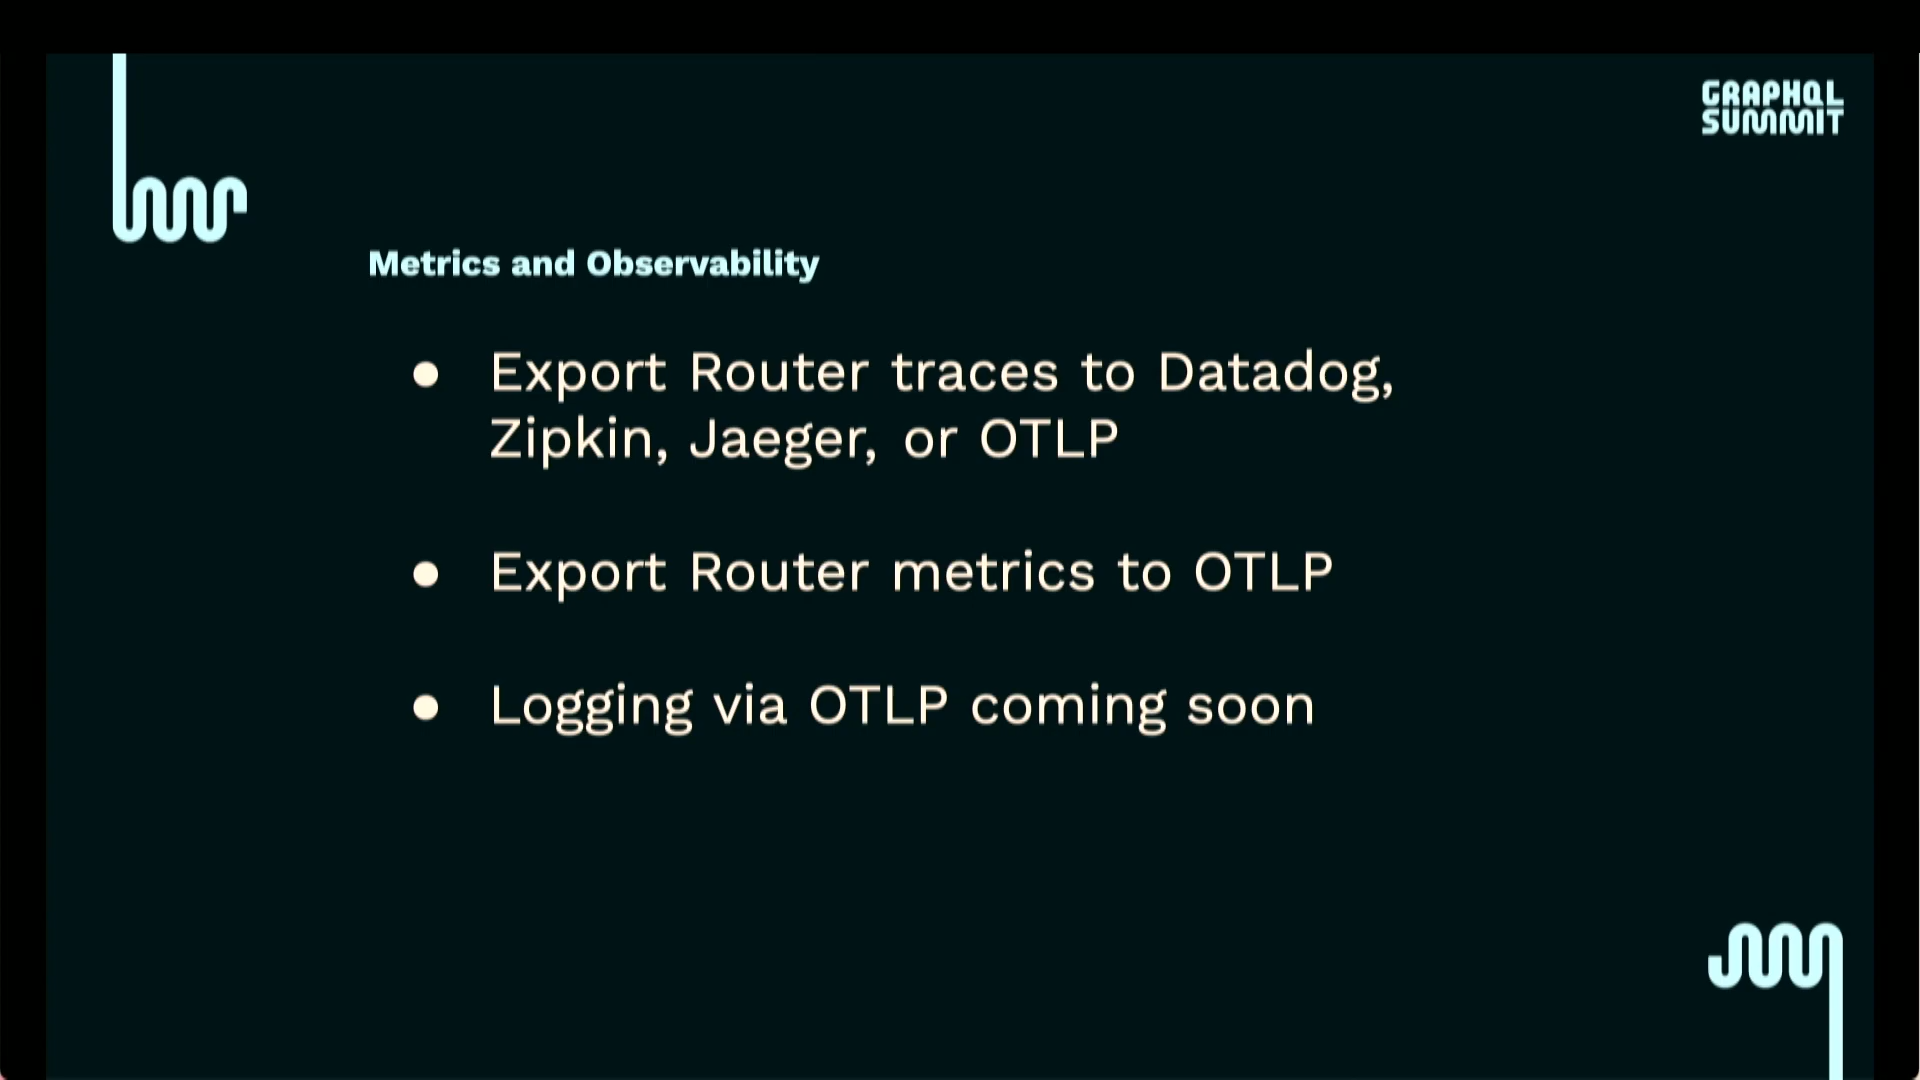 GRAPHQL
SUMMIT
Metrics and Observability
● Export Router traces to Datadog,
Zipkin, Jaeger, or OTLP
● Export Router metrics to OTLP
● Logging via OTLP coming soon